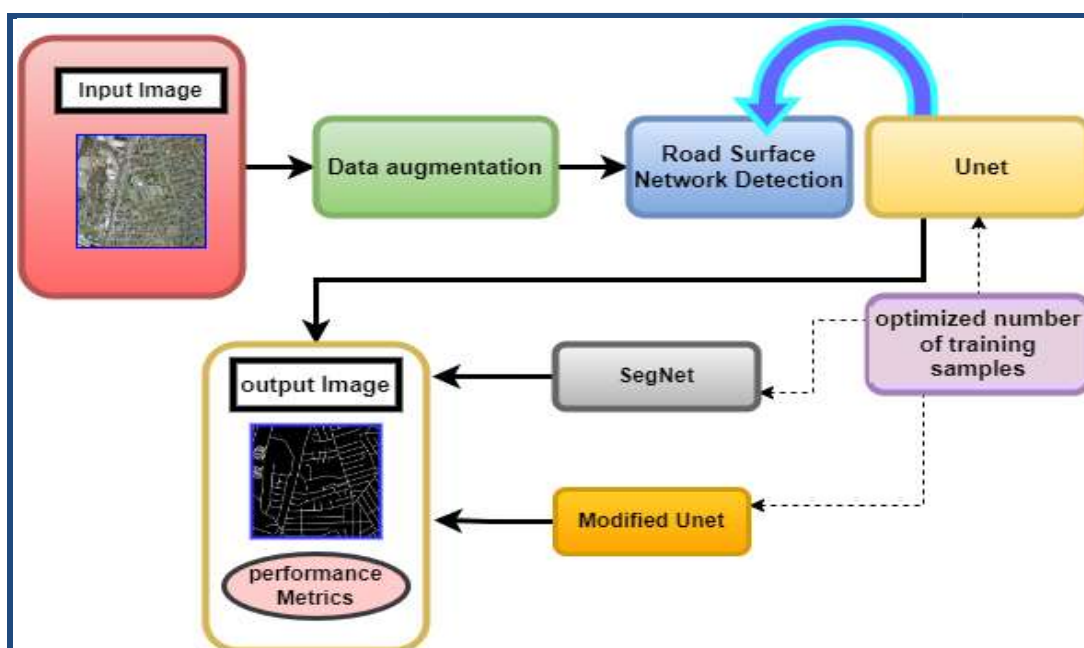 Input Image
Data augmentation
Road Surface
Network Detection
Unet
optimized number
of training
samples
output Image
SegNet
Modified Unet
performance
Metrics